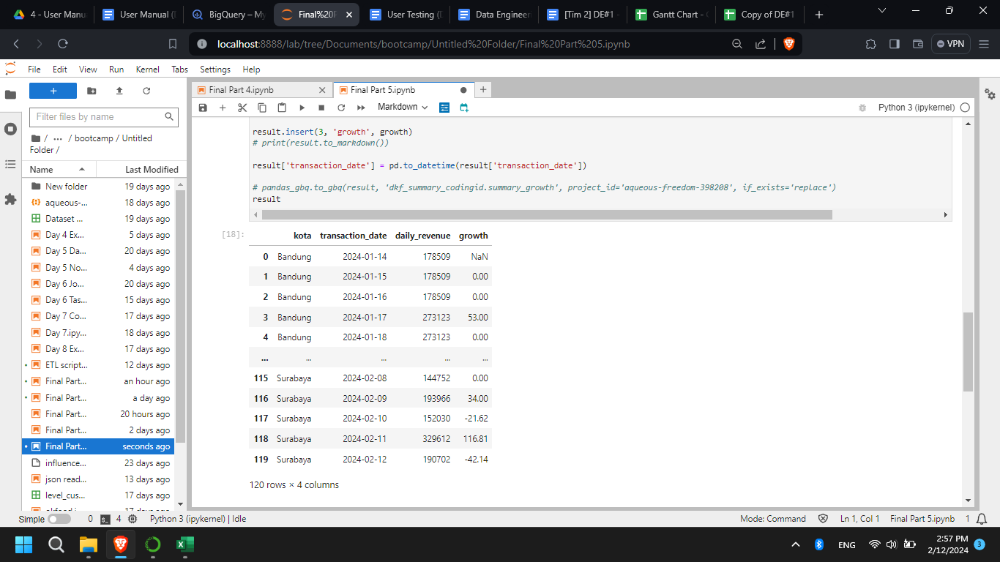 4 - User Manu
User Manual (
BigQuery – My
Final%20F
User Testing (
Data Engineer
[Tim 2] DE#1 -
Gantt Chart -
Copy of DE#1
localhost:8888/lab/tree/Documents/bootcamp/Untitled%20Folder/Final%20Part%205.ipynb
VPN
File Edit View Run Kernel Tabs Settings Help
Filter files by name
/ ... / bootcamp / Untitled
Folder /
Name Last Modified
New folder 19 days ago
aqueous-... 18 days ago
Dataset ... 19 days ago
Day 4 Ex... 5 days ago
Day 5 Da... 20 days ago
Day 5 No... 4 days ago
Day 6 Jo... 20 days ago
Day 6 Tas... 15 days ago
Day 7 Co... 17 days ago
Day 7.ipy... 18 days ago
Day 8 Ex... 17 days ago
ETL script... 12 days ago
Final Part... an hour ago
Final Part... a day ago
Final Part... 20 hours ago
Final Part... 2 days ago
Final Part... seconds ago
influence... 23 days ago
json read... 13 days ago
level_cus... 17 days ago
Final Part 4.ipynb
Final Part 5.ipynb
Markdown
Python 3 (ipykernel)
result.insert(3, 'growth', growth)
# print(result.to_markdown())
result['transaction_date'] = pd.to_datetime(result['transaction_date'])
# pandas_gbq.to_gbq(result, 'dkf_summary_codingid.summary_growth', project_id='aqueous-freedom-398208', if_exists='replace')
result
[18]:
kota transaction_date daily_revenue growth
0 Bandung 2024-01-14 178509 NaN
1 Bandung 2024-01-15 178509 0.00
2 Bandung 2024-01-16 178509 0.00
3 Bandung 2024-01-17 273123 53.00
4 Bandung 2024-01-18 273123 0.00
... ... ... ... ...
115 Surabaya 2024-02-08 144752 0.00
116 Surabaya 2024-02-09 193966 34.00
117 Surabaya 2024-02-10 152030 -21.62
118 Surabaya 2024-02-11 329612 116.81
119 Surabaya 2024-02-12 190702 -42.14
120 rows × 4 columns
Simple 0 4 Python 3 (ipykernel) | Idle
Mode: Command Ln 1, Col 1 Final Part 5.ipynb 1
ENG
2:57 PM
2/12/2024
3